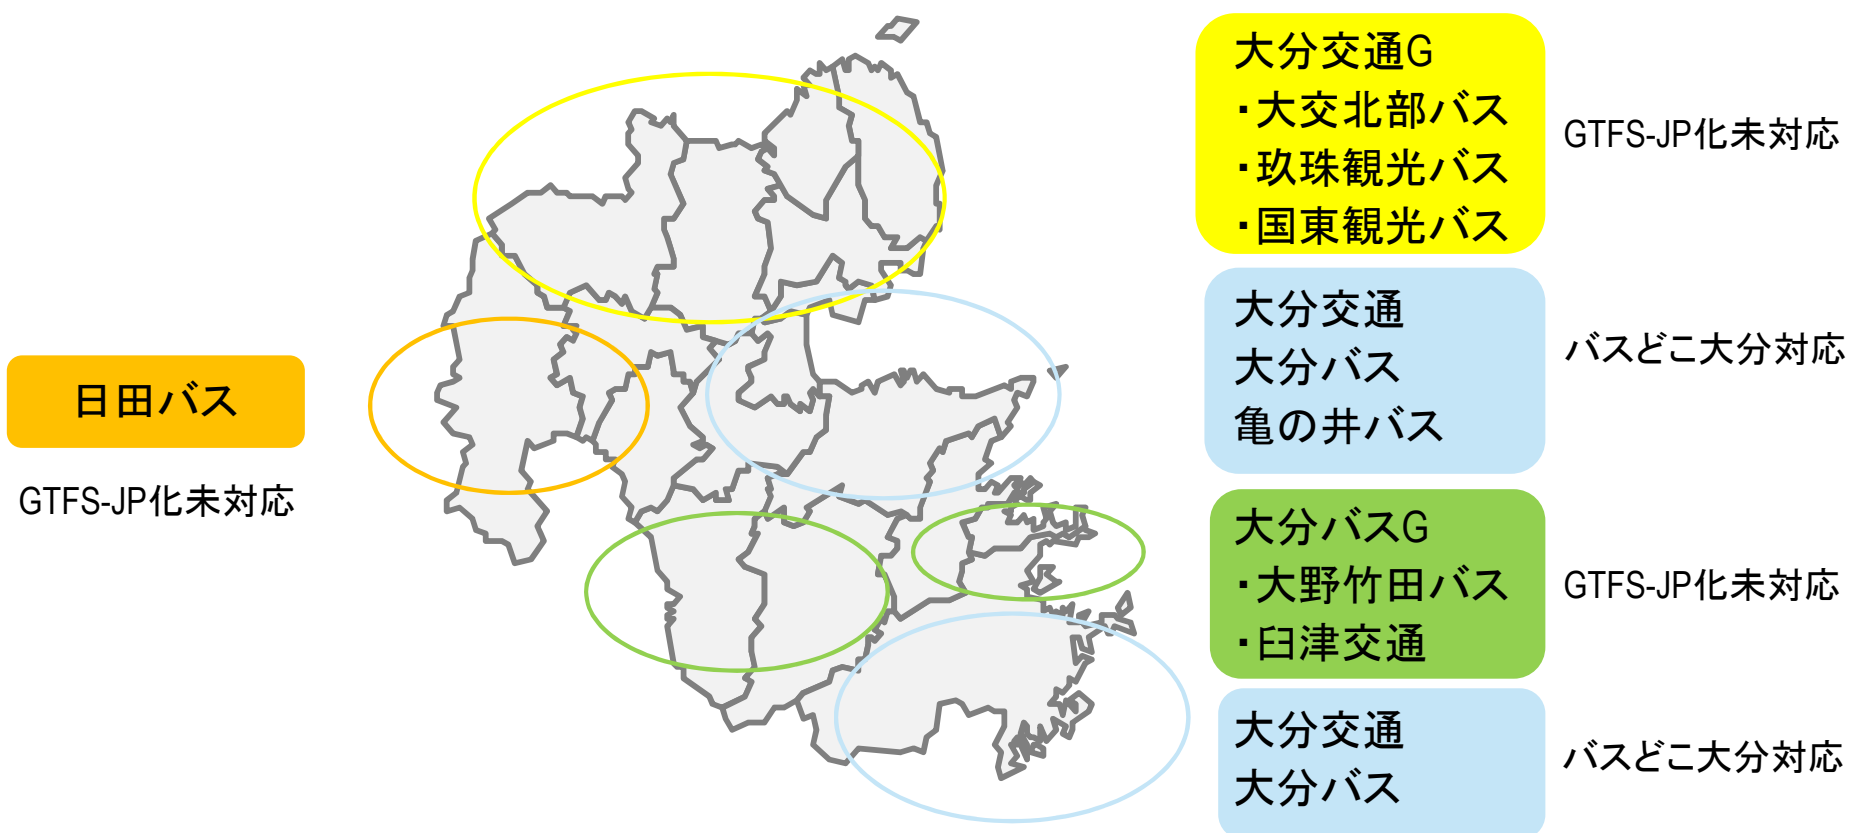 日田バス
GTFS-JP化未対応
大分交通G
・大交北部バス
・玖珠観光バス
・国東観光バス
GTFS-JP化未対応
大分交通
大分バス
亀の井バス
バスどこ大分対応
大分バスG
・大野竹田バス
・臼津交通
GTFS-JP化未対応
大分交通
大分バス
バスどこ大分対応